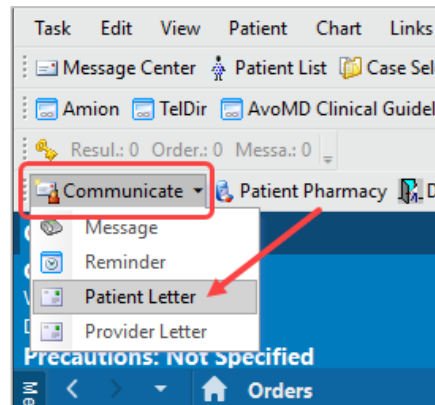 Task Edit View Patient Chart Links
Message Center Patient List Case Sel
Amion TelDir AvoMD Clinical Guidel
Resul.: 0 Order.: 0 Messa.: 0
Communicate Patient Pharmacy D
Message
Reminder
Patient Letter
Provider Letter
Precautions: Not Specified
Me
Orders